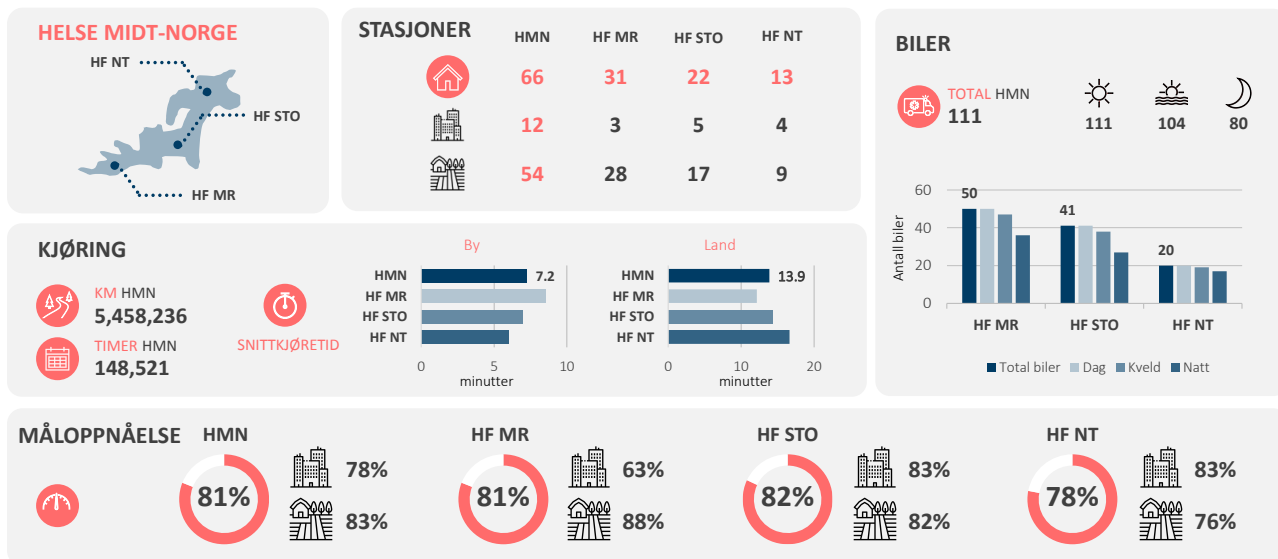 HELSE MIDT-NORGE
HF NT
HF STO
HF MR
STASJONER
HMN HF MR HF STO HF NT
66 31 22 13
12 3 5 4
54 28 17 9
BILER
TOTAL HMN
111
111 104 80
Antall biler
60
40
20
0
50
41
20
HF MR HF STO HF NT
Total biler Dag Kveld Natt
KJØRING
KM HMN
5,458,236
TIMER HMN
148,521
SNITTKJØRETID
By
HMN 7.2
HF MR
HF STO
HF NT
0 5 10
minutter
Land
HMN 13.9
HF MR
HF STO
HF NT
0 10 20
minutter
MÅLOPPNÅELSE
HMN
81%
78%
83%
HF MR
81%
63%
88%
HF STO
82%
83%
82%
HF NT
78%
83%
76%